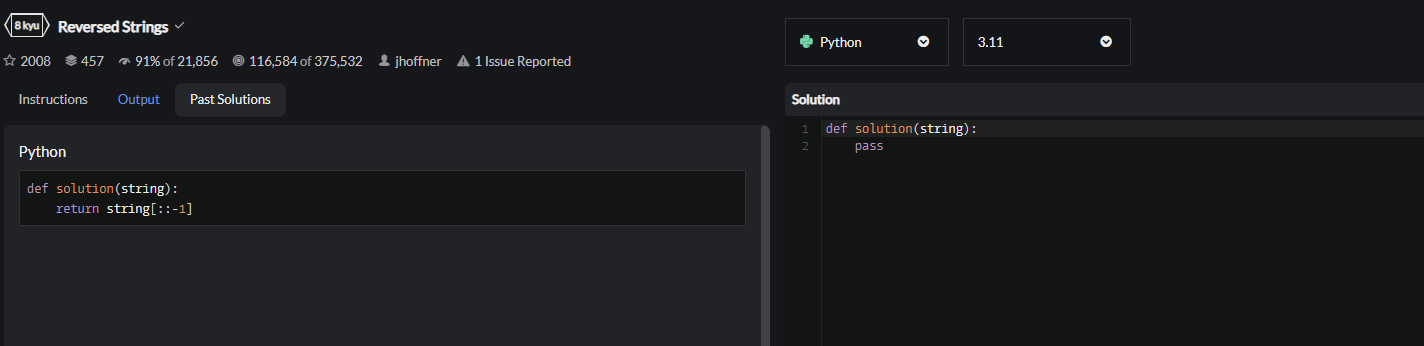 8 kyu Reversed Strings
2008 457 91% of 21,856 116,584 of 375,532 jhoffner 1 Issue Reported
Instructions Output Past Solutions
Python
def solution(string):
    return string[::-1]
Python 3.11
Solution
1 def solution(string):
2     pass